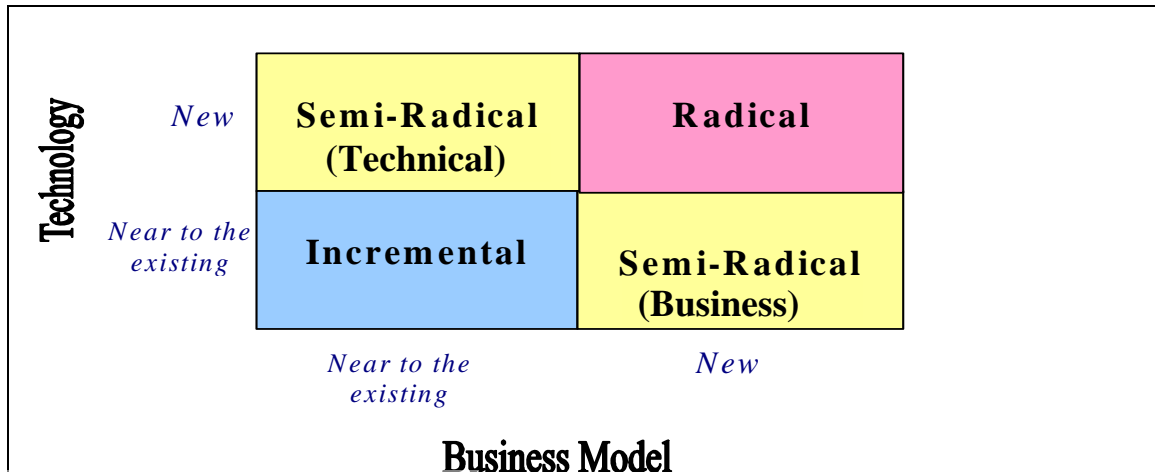 Technology
New
Semi-Radical
(Technical)
Radical
Near to the
existing
Incremental
Semi-Radical
(Business)
Near to the
existing
New
Business Model